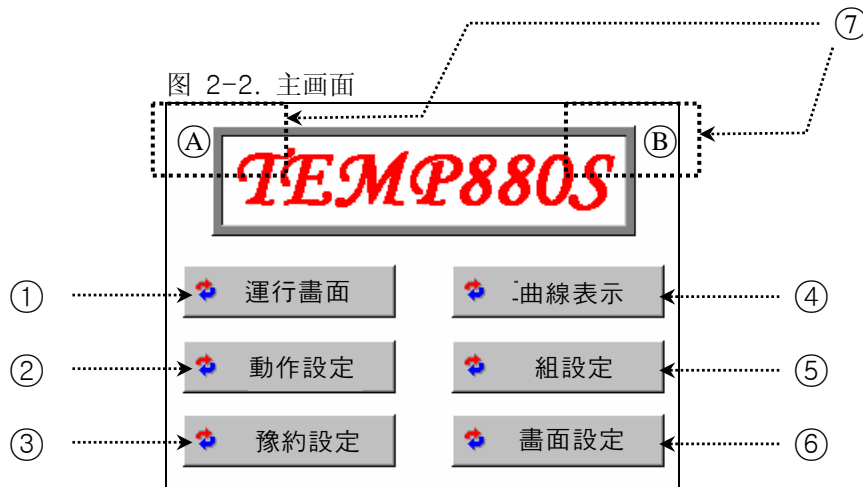 ⑦
图 2-2. 主画面
Ⓐ Ⓑ
TEMP880S
① 運行畫面 曲線表示 ④
② 動作設定 組設定 ⑤
③ 豫約設定 畫面設定 ⑥